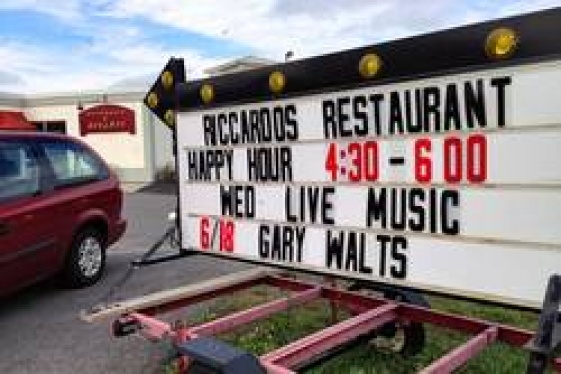 RICCARDOS RESTAURANT
HAPPY HOUR 4:30 - 6 00
WED LIVE MUSIC
6/18 GARY WALTS